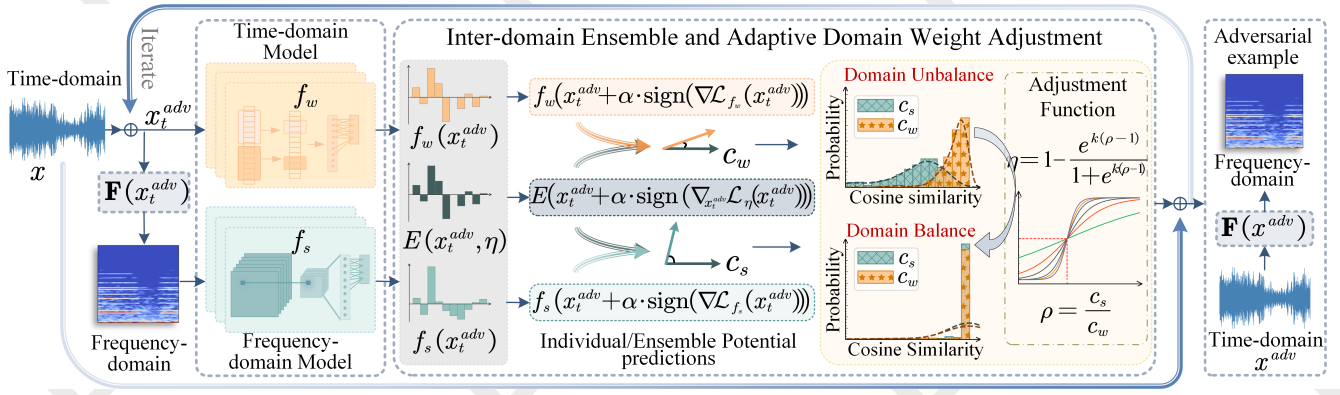 Time-domain
x
Iterate
x_t^{adv}
𝐅(x_t^{adv})
Frequency-
domain
Time-domain
Model
f_w
f_s
Frequency-
domain Model
Inter-domain Ensemble and Adaptive Domain Weight Adjustment
f_w(x_t^{adv})
E(x_t^{adv}, η)
f_s(x_t^{adv})
f_w(x_t^{adv}+α·sign(∇𝓛_{f_w}(x_t^{adv})))
c_w
E(x_t^{adv}+α·sign(∇_{x_t^{adv}}𝓛_η(x_t^{adv})))
c_s
f_s(x_t^{adv}+α·sign(∇𝓛_{f_s}(x_t^{adv})))
Individual/Ensemble Potential
predictions
Domain Unbalance
c_s
c_w
Probability
Cosine similarity
Domain Balance
c_s
c_w
Probability
Cosine Similarity
Adjustment
Function
η=1-\frac{e^{k(ρ-1)}}{1+e^{k(ρ-1)}}
ρ=\frac{c_s}{c_w}
Adversarial
example
Frequency-
domain
𝐅(x^{adv})
Time-domain
x^{adv}